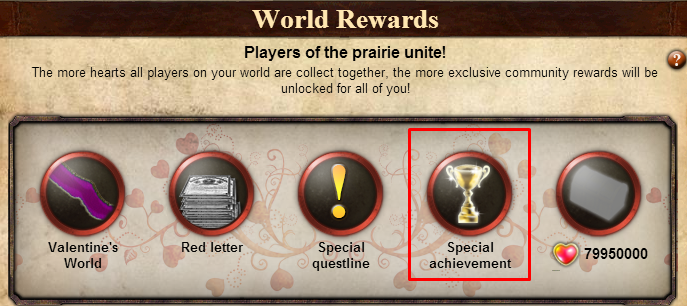 World Rewards
Players of the prairie unite!
?
The more hearts all players on your world are collect together, the more exclusive community rewards will be
unlocked for all of you!
Valentine's
World
Red letter
Special
questline
Special
achievement
79950000